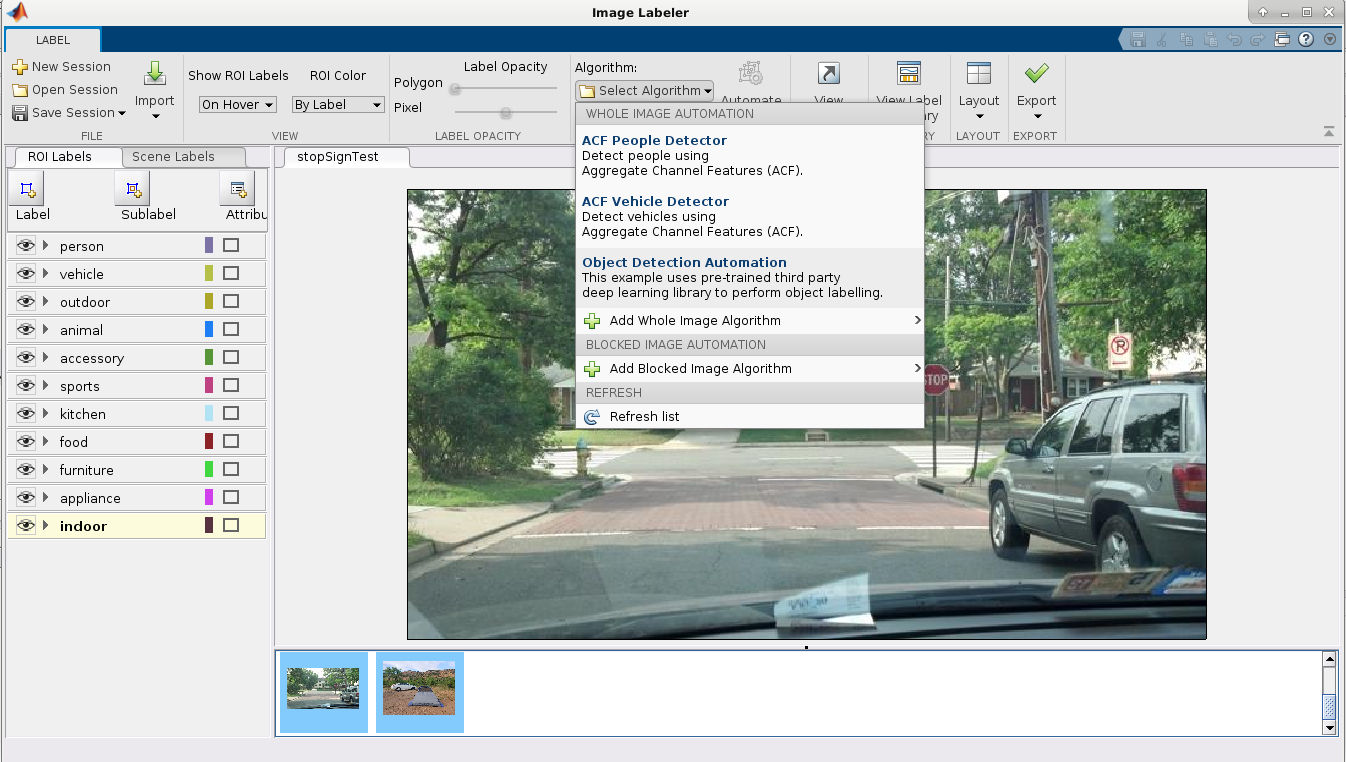 Image Labeler
LABEL
New Session
Open Session
Save Session
Import
FILE
Show ROI Labels
ROI Color
On Hover
By Label
VIEW
Label Opacity
Polygon
Pixel
LABEL OPACITY
Algorithm:
Select Algorithm
Automate
View
View Label
Layout
LAYOUT
Export
EXPORT
WHOLE IMAGE AUTOMATION
ACF People Detector
Detect people using
Aggregate Channel Features (ACF).
ACF Vehicle Detector
Detect vehicles using
Aggregate Channel Features (ACF).
Object Detection Automation
This example uses pre-trained third party
deep learning library to perform object labelling.
Add Whole Image Algorithm
BLOCKED IMAGE AUTOMATION
Add Blocked Image Algorithm
REFRESH
Refresh list
ROI Labels
Scene Labels
Label
Sublabel
Attribu
person
vehicle
outdoor
animal
accessory
sports
kitchen
food
furniture
appliance
indoor
stopSignTest
STOP